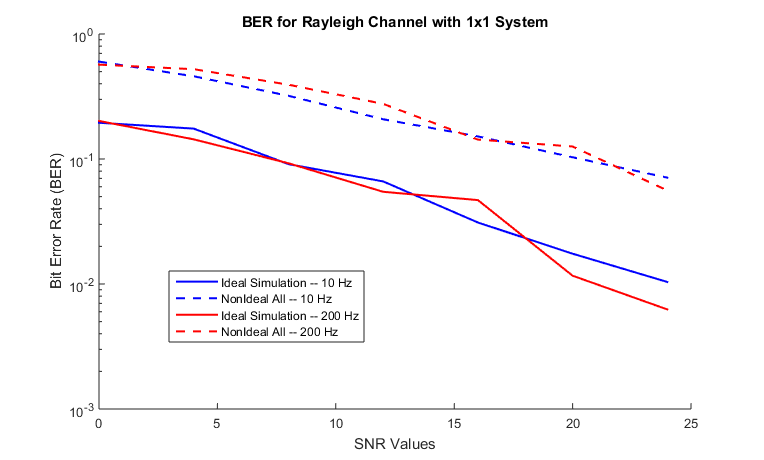 BER for Rayleigh Channel with 1x1 System
10^0
10^-1
10^-2
10^-3
Bit Error Rate (BER)
Ideal Simulation -- 10 Hz
NonIdeal All -- 10 Hz
Ideal Simulation -- 200 Hz
NonIdeal All -- 200 Hz
0 5 10 15 20 25
SNR Values